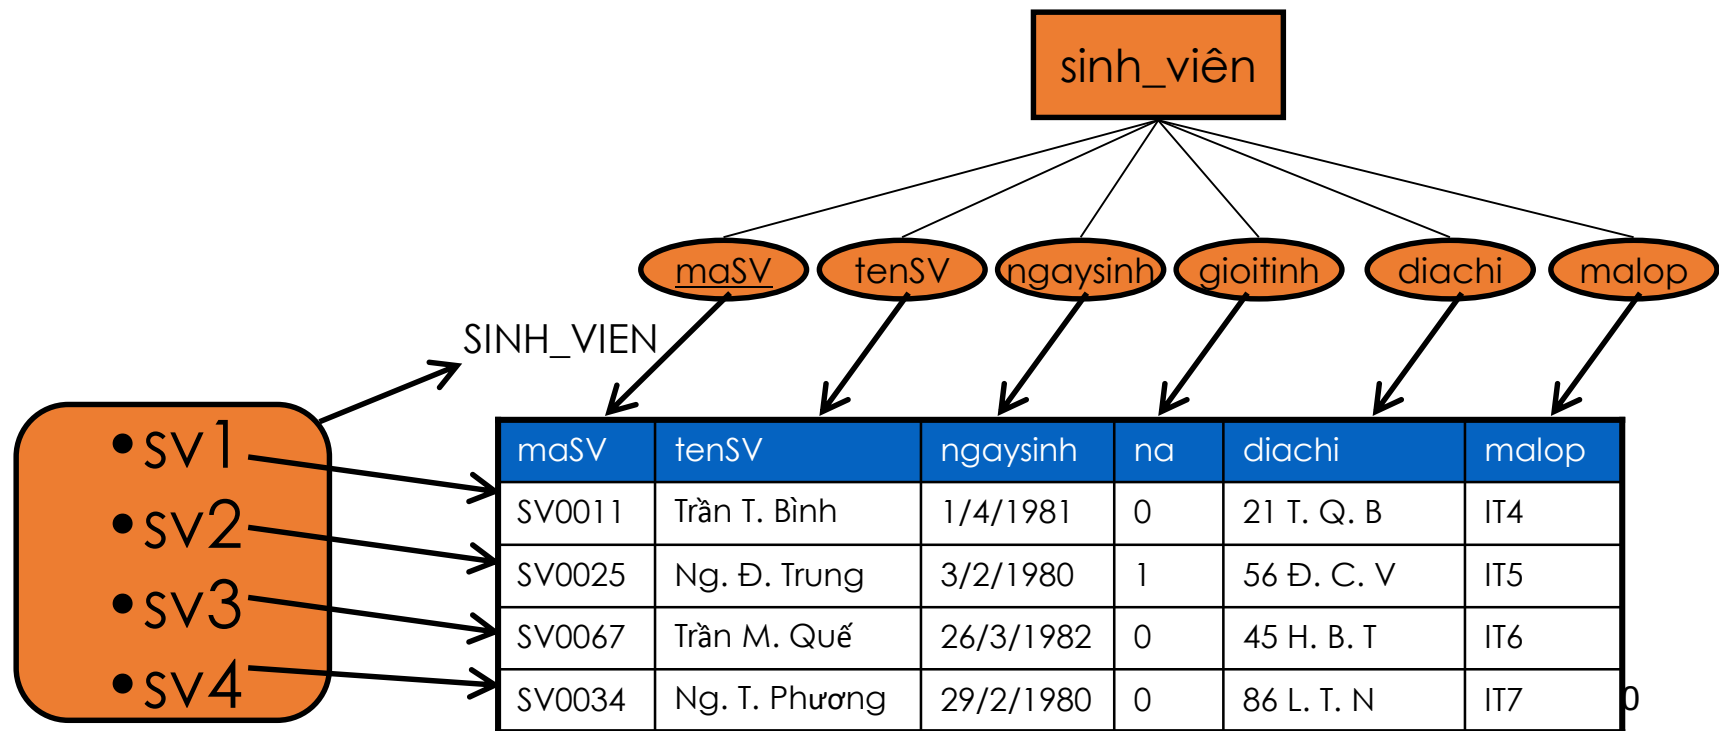 sinh_viên
maSV tenSV ngaysinh gioitinh diachi malop
SINH_VIEN
•sv1
•sv2
•sv3
•sv4
maSV tenSV ngaysinh na diachi malop
SV0011 Trần T. Bình 1/4/1981 0 21 T. Q. B IT4
SV0025 Ng. Đ. Trung 3/2/1980 1 56 Đ. C. V IT5
SV0067 Trần M. Quế 26/3/1982 0 45 H. B. T IT6
SV0034 Ng. T. Phương 29/2/1980 0 86 L. T. N IT7
0